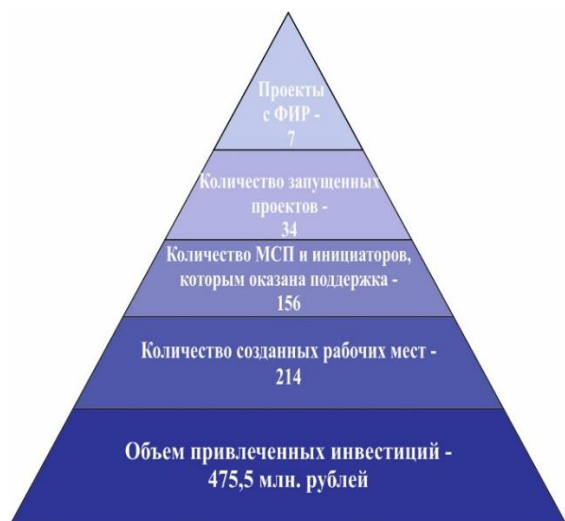 Проекты
с ФИР -
7
Количество запущенных
проектов -
34
Количество МСП и инициаторов,
которым оказана поддержка -
156
Количество созданных рабочих мест -
214
Объем привлеченных инвестиций -
475,5 млн. рублей